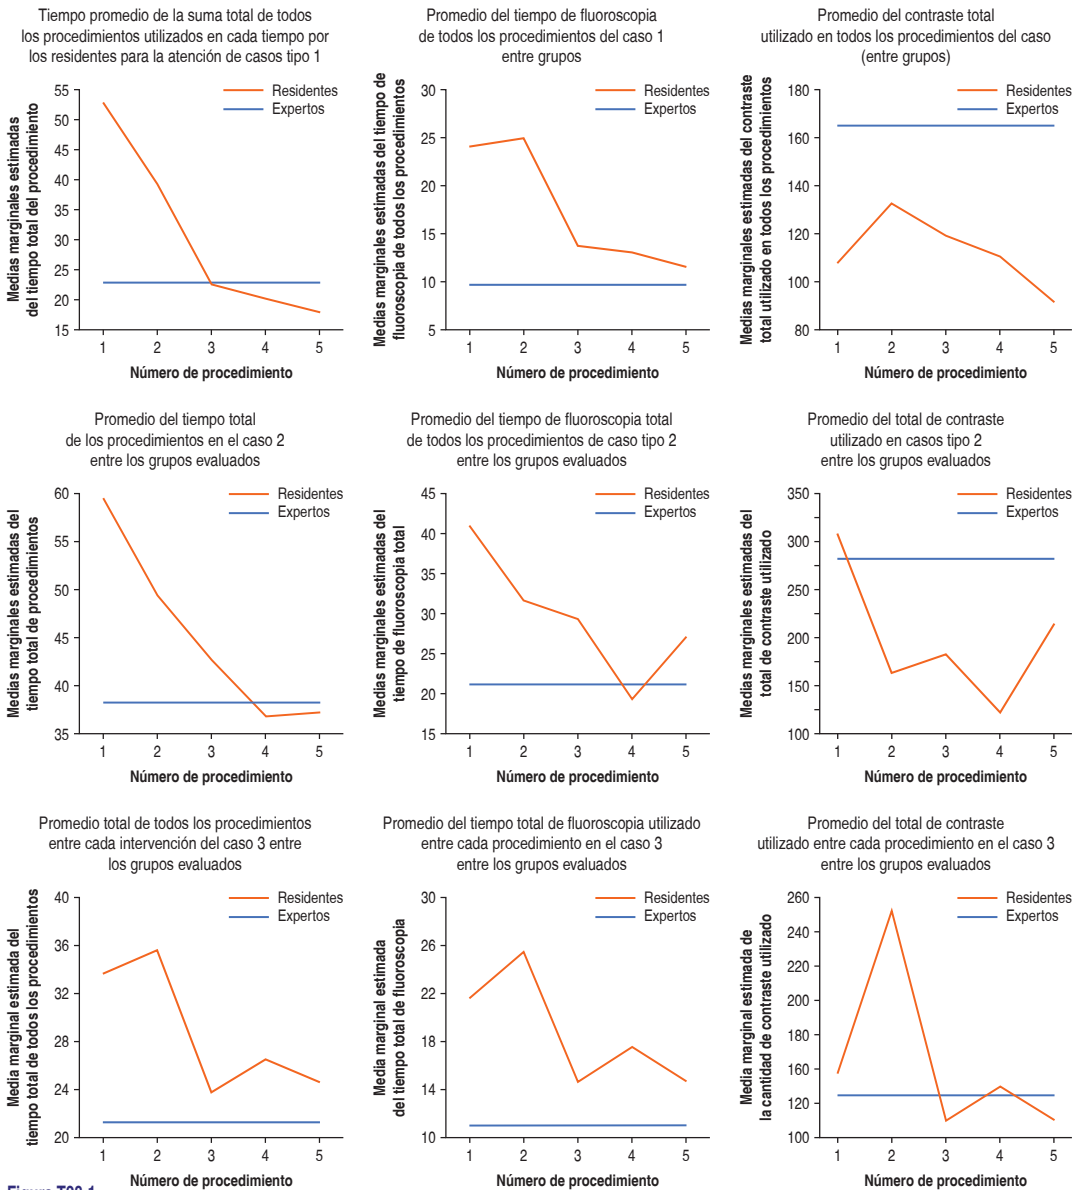 Tiempo promedio de la suma total de todos
los procedimientos utilizados en cada tiempo por
los residentes para la atención de casos tipo 1
Medias marginales estimadas
del tiempo total del procedimiento
55
50
45
40
35
30
25
20
15
Residentes
Expertos
1 2 3 4 5
Número de procedimiento
Promedio del tiempo de fluoroscopia
de todos los procedimientos del caso 1
entre grupos
Medias marginales estimadas del tiempo de
fluoroscopia de todos los procedimientos
30
25
20
15
10
5
Residentes
Expertos
1 2 3 4 5
Número de procedimiento
Promedio del contraste total
utilizado en todos los procedimientos del caso
(entre grupos)
Medias marginales estimadas del contraste
total utilizado en todos los procedimientos
180
160
140
120
100
80
Residentes
Expertos
1 2 3 4 5
Número de procedimiento
Promedio del tiempo total
de los procedimientos en el caso 2
entre los grupos evaluados
Medias marginales estimadas del
tiempo total de procedimientos
60
55
50
45
40
35
Residentes
Expertos
1 2 3 4 5
Número de procedimiento
Promedio del tiempo de fluoroscopia total
de todos los procedimientos de caso tipo 2
entre los grupos evaluados
Medias marginales estimadas del
tiempo de fluoroscopia total
45
40
35
30
25
20
15
Residentes
Expertos
1 2 3 4 5
Número de procedimiento
Promedio del total de contraste
utilizado en casos tipo 2
entre los grupos evaluados
Medias marginales estimadas del
total de contraste utilizado
350
300
250
200
150
100
Residentes
Expertos
1 2 3 4 5
Número de procedimiento
Promedio total de todos los procedimientos
entre cada intervención del caso 3 entre
los grupos evaluados
Media marginal estimada del
tiempo total de todos los procedimientos
40
36
32
28
24
20
Residentes
Expertos
1 2 3 4 5
Número de procedimiento
Promedio del tiempo total de fluoroscopia utilizado
entre cada procedimiento en el caso 3
entre los grupos evaluados
Media marginal estimada
del tiempo total de fluoroscopia
30
26
22
18
14
10
Residentes
Expertos
1 2 3 4 5
Número de procedimiento
Promedio del total de contraste
utilizado entre cada procedimiento en el caso 3
entre los grupos evaluados
Media marginal estimada de
la cantidad de contraste utilizado
260
240
220
200
180
160
120
100
Residentes
Expertos
1 2 3 4 5
Número de procedimiento